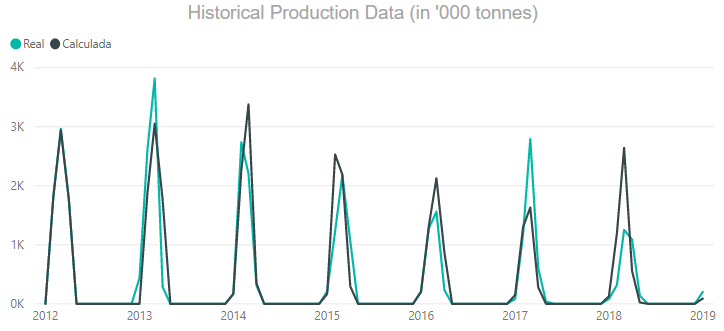 Historical Production Data (in '000 tonnes)
Real Calculada
4K
3K
2K
1K
0K
2012 2013 2014 2015 2016 2017 2018 2019